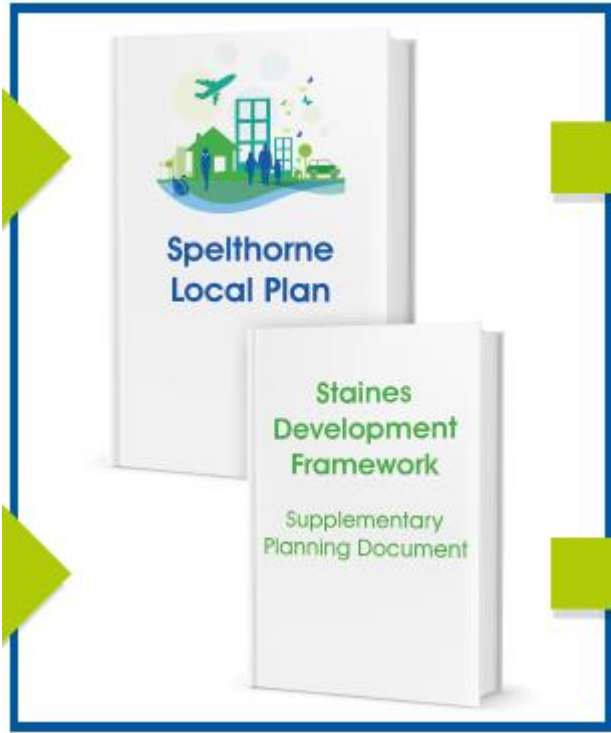 Spelthorne
Local Plan
Staines
Development
Framework
Supplementary
Planning Document